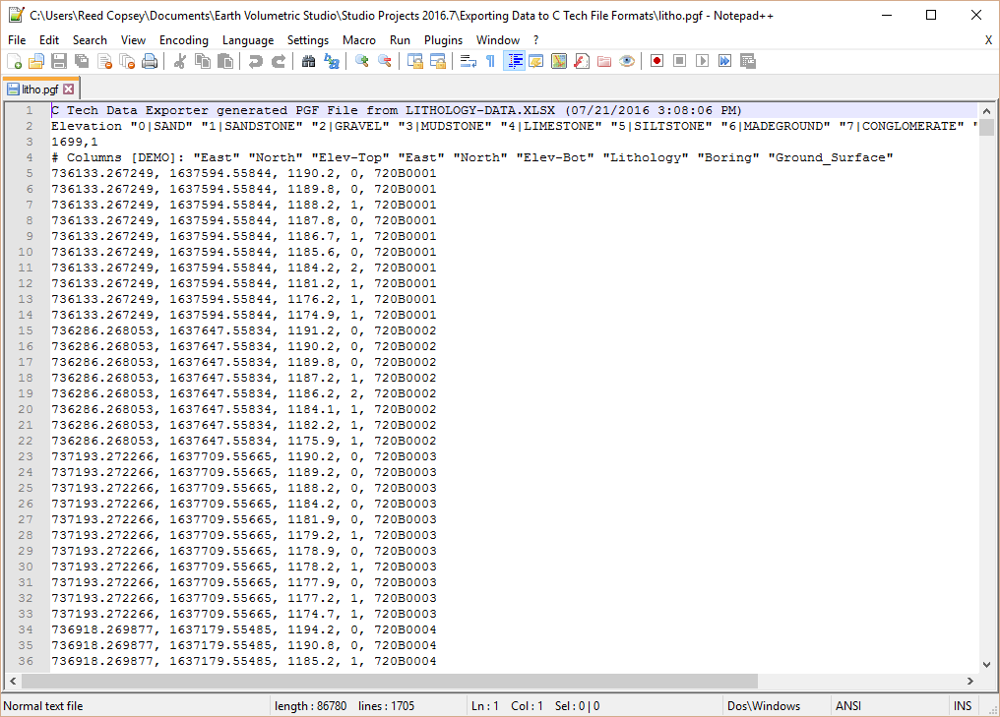 C:\Users\Reed Copsey\Documents\Earth Volumetric Studio\Studio Projects 2016.7\Exporting Data to C Tech File Formats\litho.pgf - Notepad++
File Edit Search View Encoding Language Settings Macro Run Plugins Window ? X
litho.pgf
1 C Tech Data Exporter generated PGF File from LITHOLOGY-DATA.XLSX (07/21/2016 3:08:06 PM)
2 Elevation "0|SAND" "1|SANDSTONE" "2|GRAVEL" "3|MUDSTONE" "4|LIMESTONE" "5|SILTSTONE" "6|MADEGROUND" "7|CONGLOMERATE" "
3 1699,1
4 # Columns [DEMO]: "East" "North" "Elev-Top" "East" "North" "Elev-Bot" "Lithology" "Boring" "Ground_Surface"
5 736133.267249, 1637594.55844, 1190.2, 0, 720B0001
6 736133.267249, 1637594.55844, 1189.8, 0, 720B0001
7 736133.267249, 1637594.55844, 1188.2, 1, 720B0001
8 736133.267249, 1637594.55844, 1187.8, 0, 720B0001
9 736133.267249, 1637594.55844, 1186.7, 1, 720B0001
10 736133.267249, 1637594.55844, 1185.6, 0, 720B0001
11 736133.267249, 1637594.55844, 1184.2, 2, 720B0001
12 736133.267249, 1637594.55844, 1181.2, 1, 720B0001
13 736133.267249, 1637594.55844, 1176.2, 1, 720B0001
14 736133.267249, 1637594.55844, 1174.9, 1, 720B0001
15 736286.268053, 1637647.55834, 1191.2, 0, 720B0002
16 736286.268053, 1637647.55834, 1190.2, 0, 720B0002
17 736286.268053, 1637647.55834, 1189.8, 0, 720B0002
18 736286.268053, 1637647.55834, 1187.2, 1, 720B0002
19 736286.268053, 1637647.55834, 1186.2, 2, 720B0002
20 736286.268053, 1637647.55834, 1184.1, 1, 720B0002
21 736286.268053, 1637647.55834, 1182.2, 1, 720B0002
22 736286.268053, 1637647.55834, 1175.9, 1, 720B0002
23 737193.272266, 1637709.55665, 1190.2, 0, 720B0003
24 737193.272266, 1637709.55665, 1189.2, 0, 720B0003
25 737193.272266, 1637709.55665, 1188.2, 0, 720B0003
26 737193.272266, 1637709.55665, 1184.2, 0, 720B0003
27 737193.272266, 1637709.55665, 1181.9, 0, 720B0003
28 737193.272266, 1637709.55665, 1179.2, 1, 720B0003
29 737193.272266, 1637709.55665, 1178.9, 0, 720B0003
30 737193.272266, 1637709.55665, 1178.2, 1, 720B0003
31 737193.272266, 1637709.55665, 1177.9, 0, 720B0003
32 737193.272266, 1637709.55665, 1177.2, 1, 720B0003
33 737193.272266, 1637709.55665, 1174.7, 1, 720B0003
34 736918.269877, 1637179.55485, 1194.2, 0, 720B0004
35 736918.269877, 1637179.55485, 1190.8, 0, 720B0004
36 736918.269877, 1637179.55485, 1185.2, 1, 720B0004
Normal text file length : 86780 lines : 1705 Ln : 1 Col : 1 Sel : 0 | 0 Dos\Windows ANSI INS